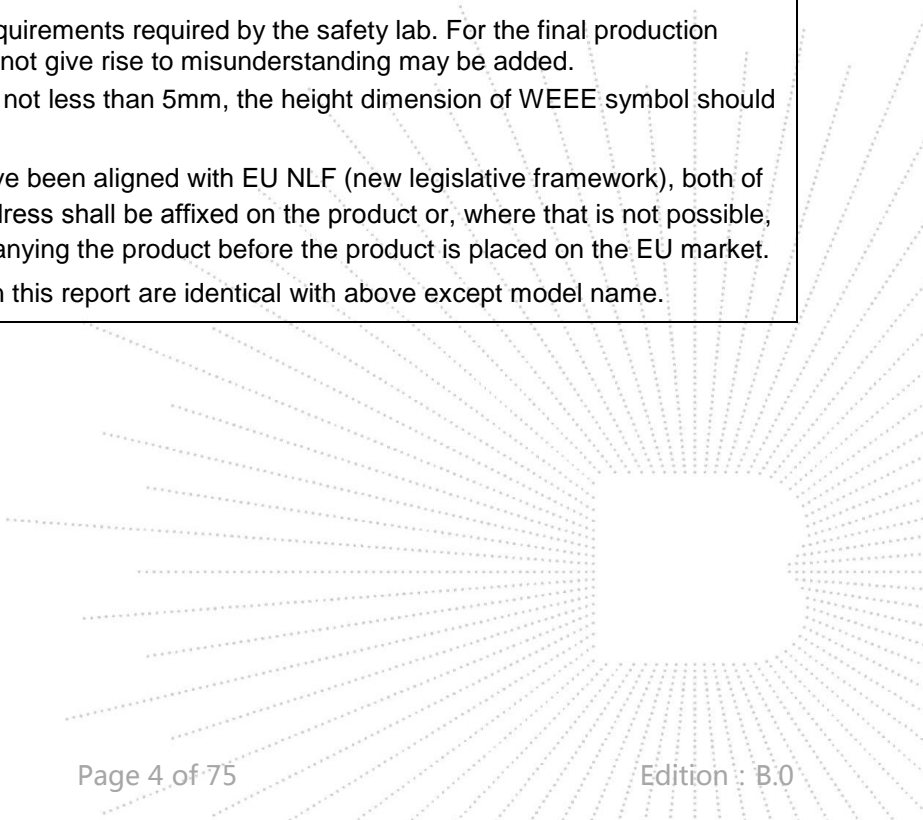 quirements required by the safety lab. For the final production
not give rise to misunderstanding may be added.
not less than 5mm, the height dimension of WEEE symbol should
ve been aligned with EU NLF (new legislative framework), both of
dress shall be affixed on the product or, where that is not possible,
anying the product before the product is placed on the EU market.
n this report are identical with above except model name.
Page 4 of 75 Edition : B.0